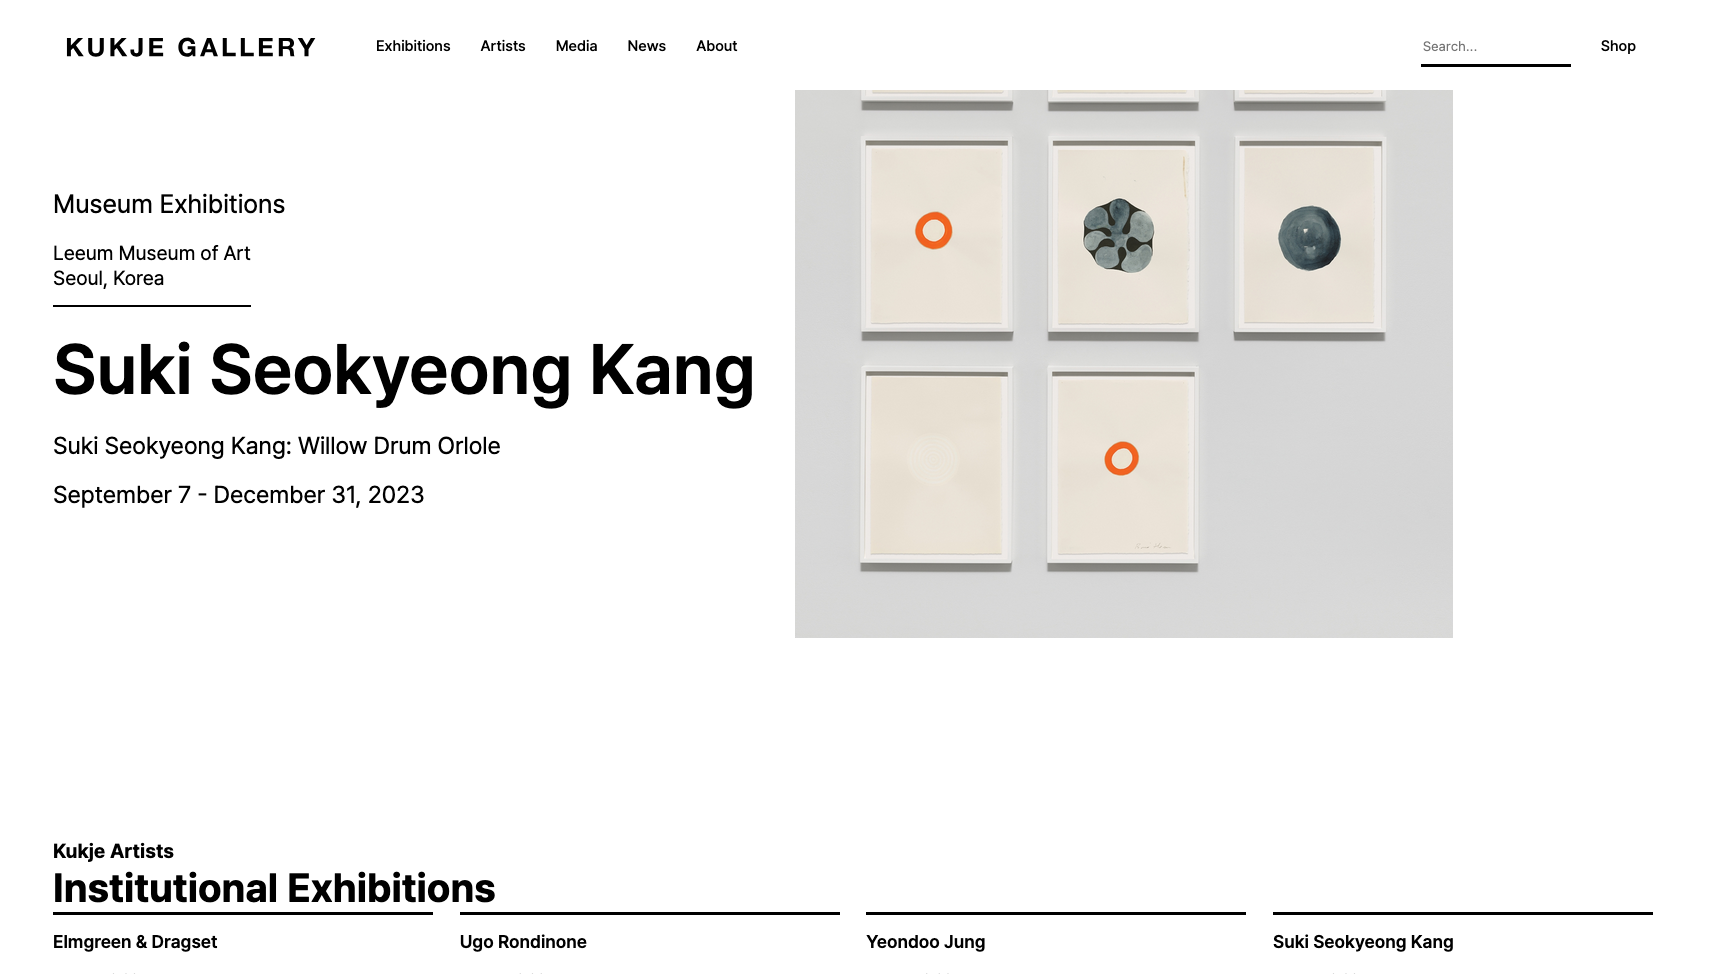 KUKJE GALLERY
Exhibitions
Artists
Media
News
About
Search...
Shop
Museum Exhibitions
Leeum Museum of Art
Seoul, Korea
Suki Seokyeong Kang
Suki Seokyeong Kang: Willow Drum Orlole
September 7 - December 31, 2023
Kukje Artists
Institutional Exhibitions
Elmgreen & Dragset
Ugo Rondinone
Yeondoo Jung
Suki Seokyeong Kang